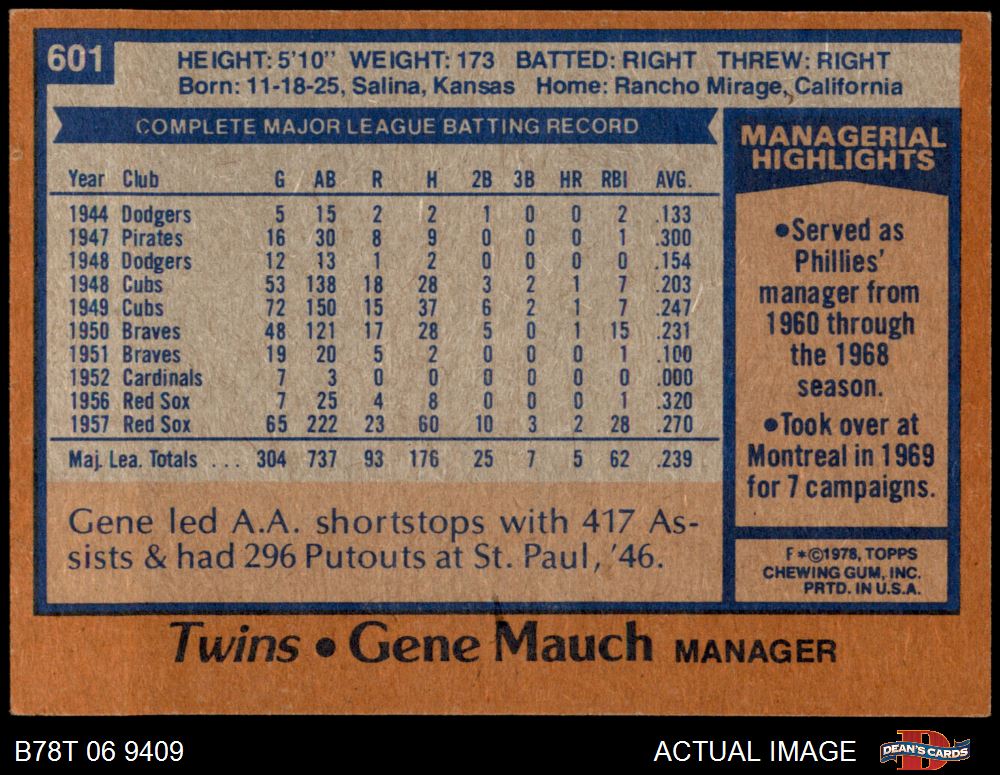 601
HEIGHT: 5'10" WEIGHT: 173 BATTED: RIGHT THREW: RIGHT
Born: 11-18-25, Salina, Kansas Home: Rancho Mirage, California
COMPLETE MAJOR LEAGUE BATTING RECORD
Year Club G AB R H 2B 3B HR RBI AVG.
1944 Dodgers 5 15 2 2 1 0 0 2 .133
1947 Pirates 16 30 8 9 0 0 0 1 .300
1948 Dodgers 12 13 1 2 0 0 0 0 .154
1948 Cubs 53 138 18 28 3 2 1 7 .203
1949 Cubs 72 150 15 37 6 2 1 7 .247
1950 Braves 48 121 17 28 5 0 1 15 .231
1951 Braves 19 20 5 2 0 0 0 1 .100
1952 Cardinals 7 3 0 0 0 0 0 0 .000
1956 Red Sox 7 25 4 8 0 0 0 1 .320
1957 Red Sox 65 222 23 60 10 3 2 28 .270
Maj. Lea. Totals ... 304 737 93 176 25 7 5 62 .239
Gene led A.A. shortstops with 417 As-
sists & had 296 Putouts at St. Paul, '46.
MANAGERIAL
HIGHLIGHTS
•Served as
Phillies'
manager from
1960 through
the 1968
season.
•Took over at
Montreal in 1969
for 7 campaigns.
F*©1978, TOPPS
CHEWING GUM, INC.
PRTD. IN U.S.A.
Twins • Gene Mauch MANAGER
B78T 06 9409 ACTUAL IMAGE D DEAN'S CARDS